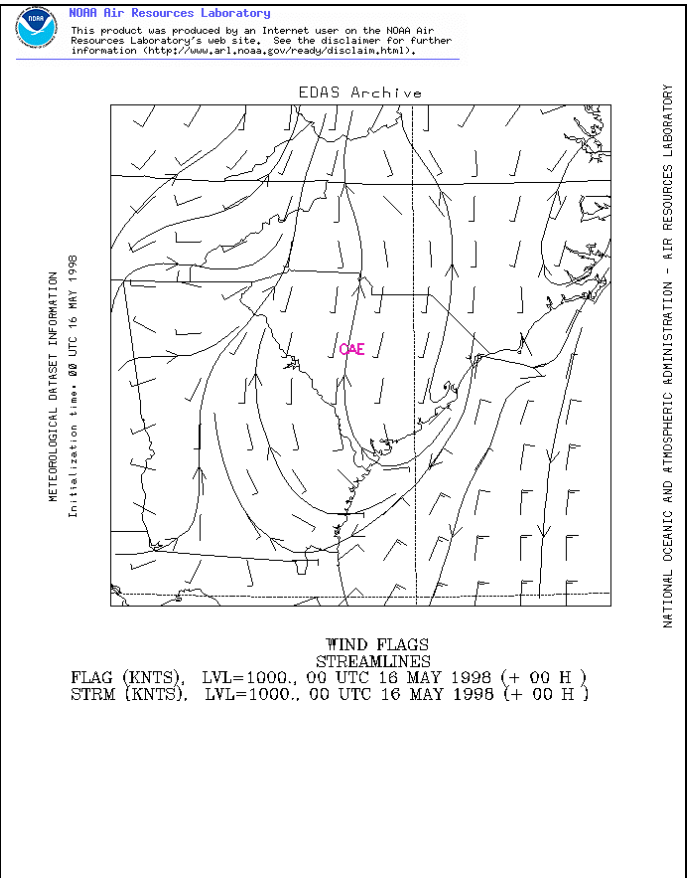 NOAA Air Resources Laboratory
This product was produced by an Internet user on the NOAA Air
Resources Laboratory's web site. See the disclaimer for further
information (http://www.arl.noaa.gov/ready/disclaim.html).
NOAA
EDAS Archive
METEOROLOGICAL DATASET INFORMATION
Initialization time: 00 UTC 16 MAY 1998
CAE
NATIONAL OCEANIC AND ATMOSPHERIC ADMINISTRATION - AIR RESOURCES LABORATORY
WIND FLAGS
STREAMLINES
FLAG (KNTS), LVL=1000., 00 UTC 16 MAY 1998 (+ 00 H )
STRM (KNTS), LVL=1000., 00 UTC 16 MAY 1998 (+ 00 H )